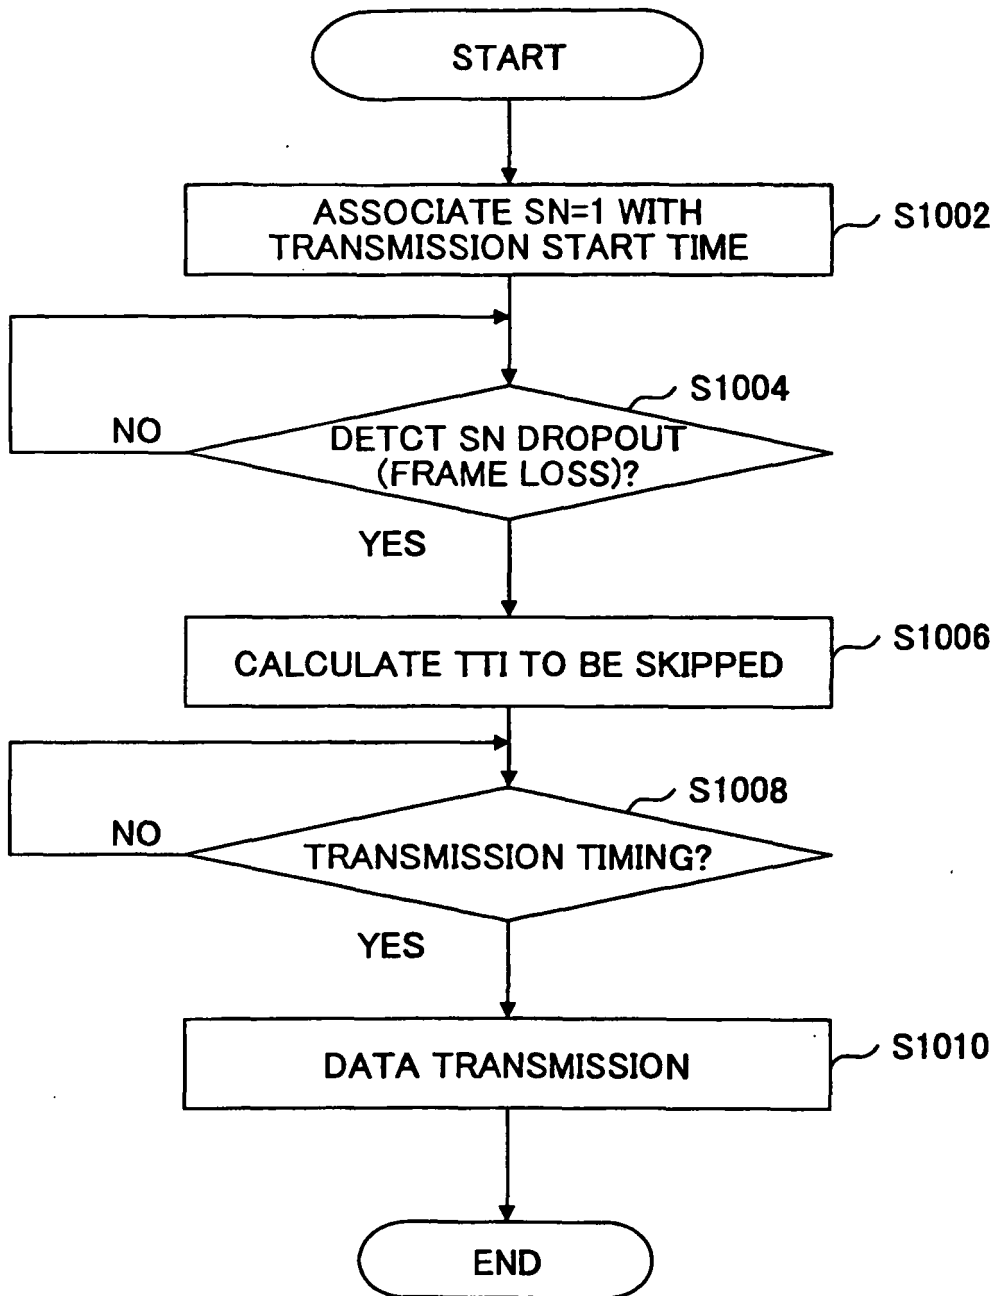 START
ASSOCIATE SN=1 WITH
TRANSMISSION START TIME
S1002
S1004
DETCT SN DROPOUT
(FRAME LOSS)?
NO
YES
S1006
CALCULATE TTI TO BE SKIPPED
S1008
NO
TRANSMISSION TIMING?
YES
S1010
DATA TRANSMISSION
END